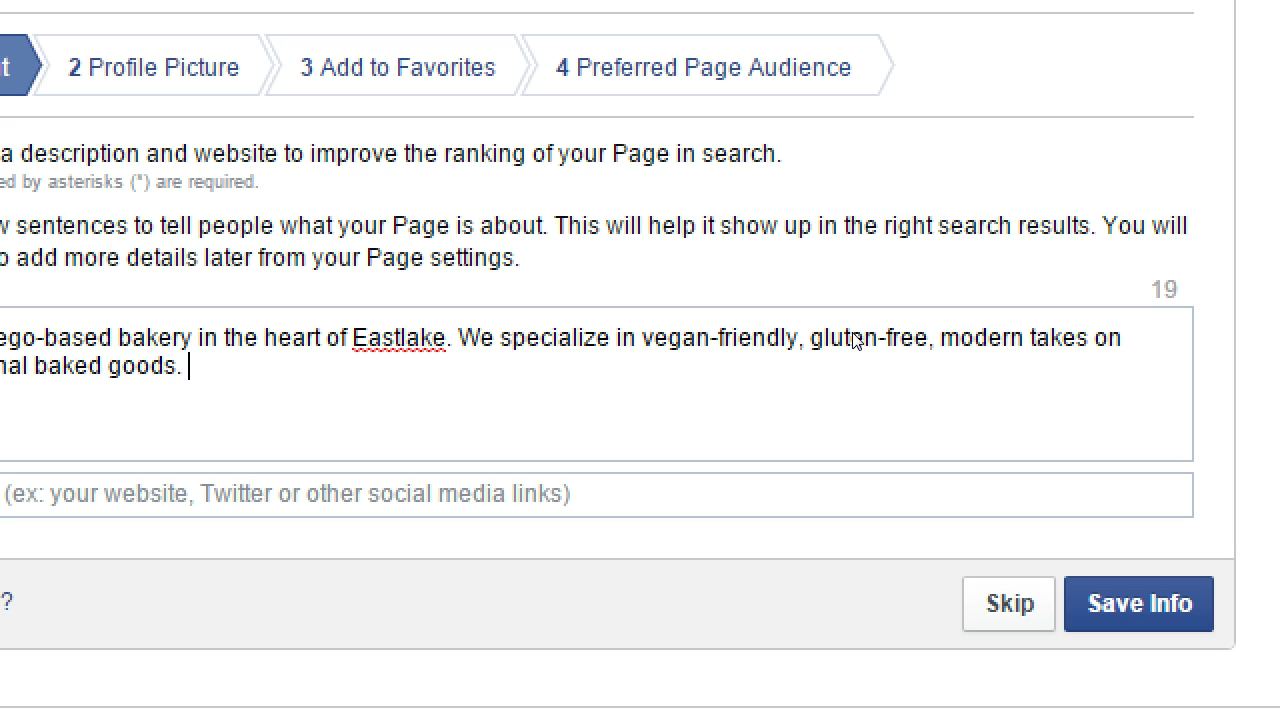 t
2 Profile Picture
3 Add to Favorites
4 Preferred Page Audience
a description and website to improve the ranking of your Page in search.
ed by asterisks (*) are required.
w sentences to tell people what your Page is about. This will help it show up in the right search results. You will
o add more details later from your Page settings.
19
ego-based bakery in the heart of Eastlake. We specialize in vegan-friendly, gluten-free, modern takes on
nal baked goods.
(ex: your website, Twitter or other social media links)
?
Skip
Save Info